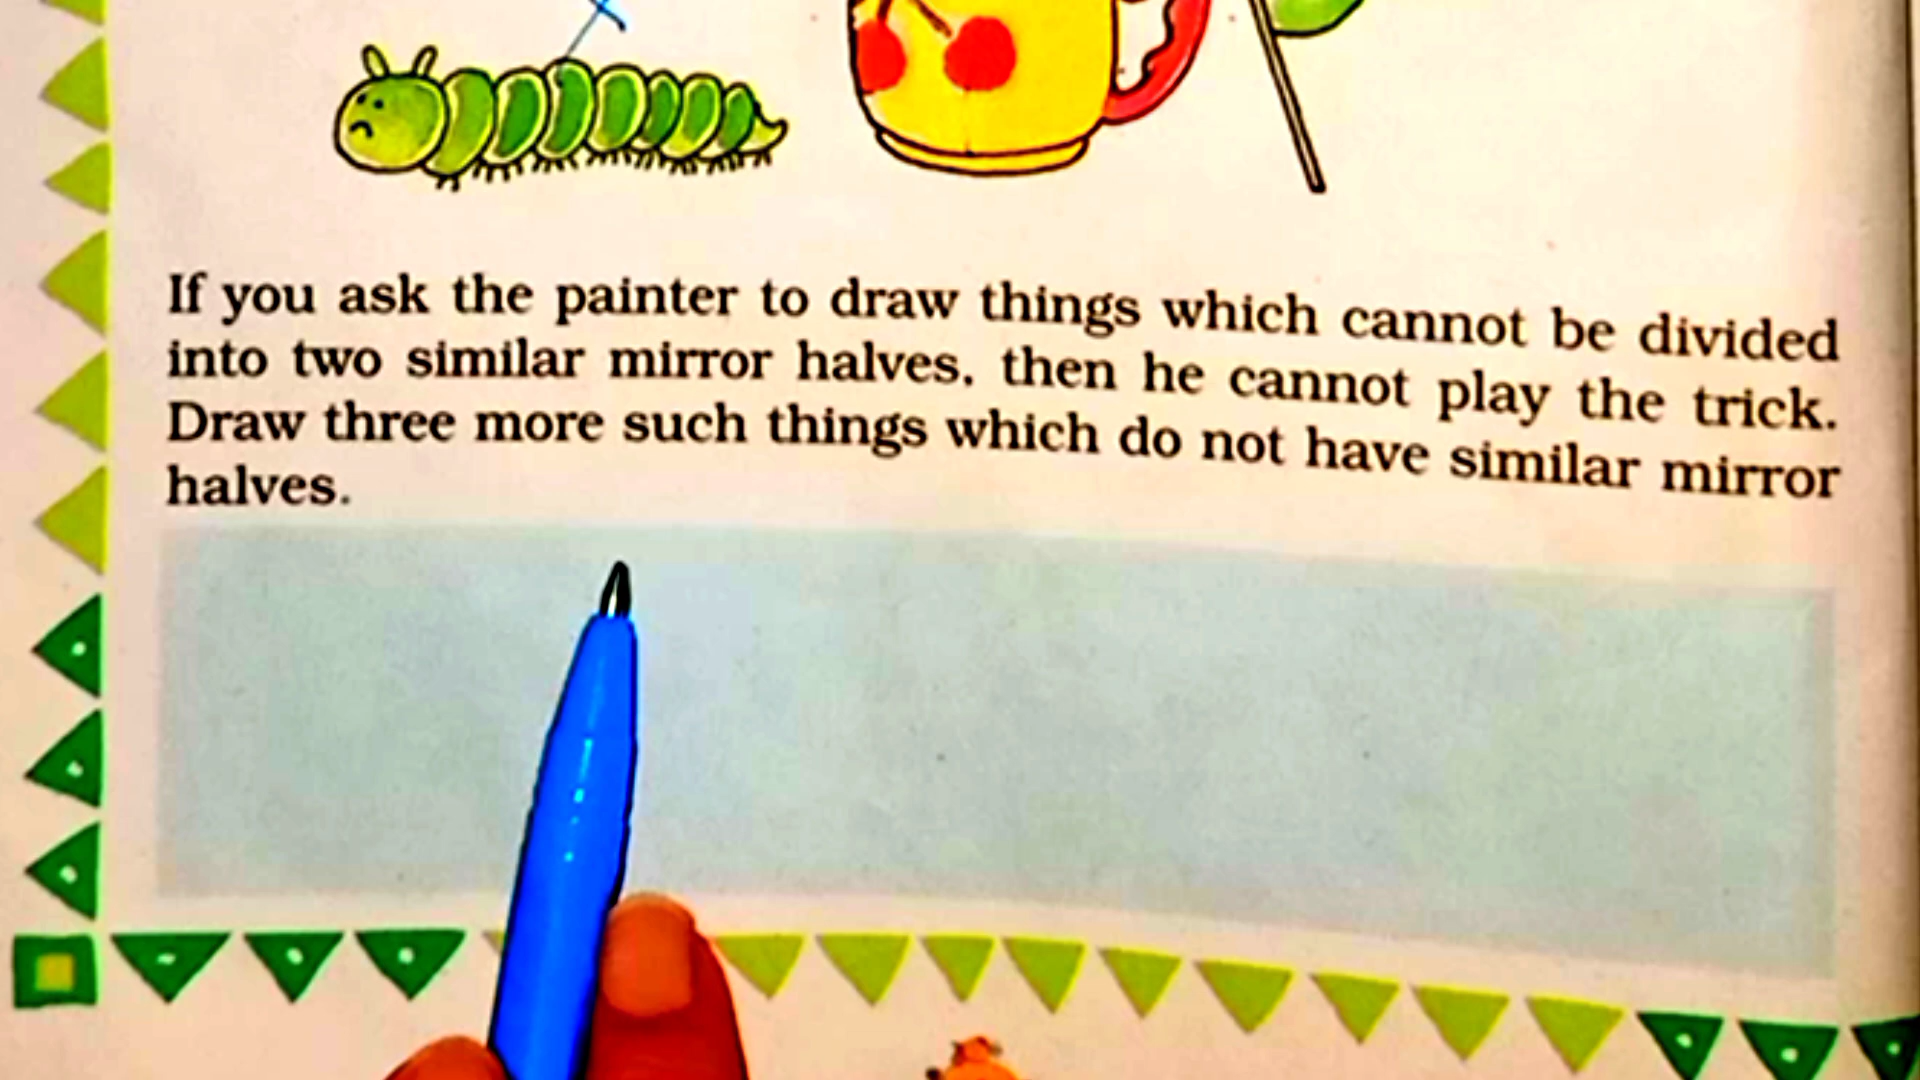 If you ask the painter to draw things which cannot be divided
into two similar mirror halves, then he cannot play the trick.
Draw three more such things which do not have similar mirror
halves.